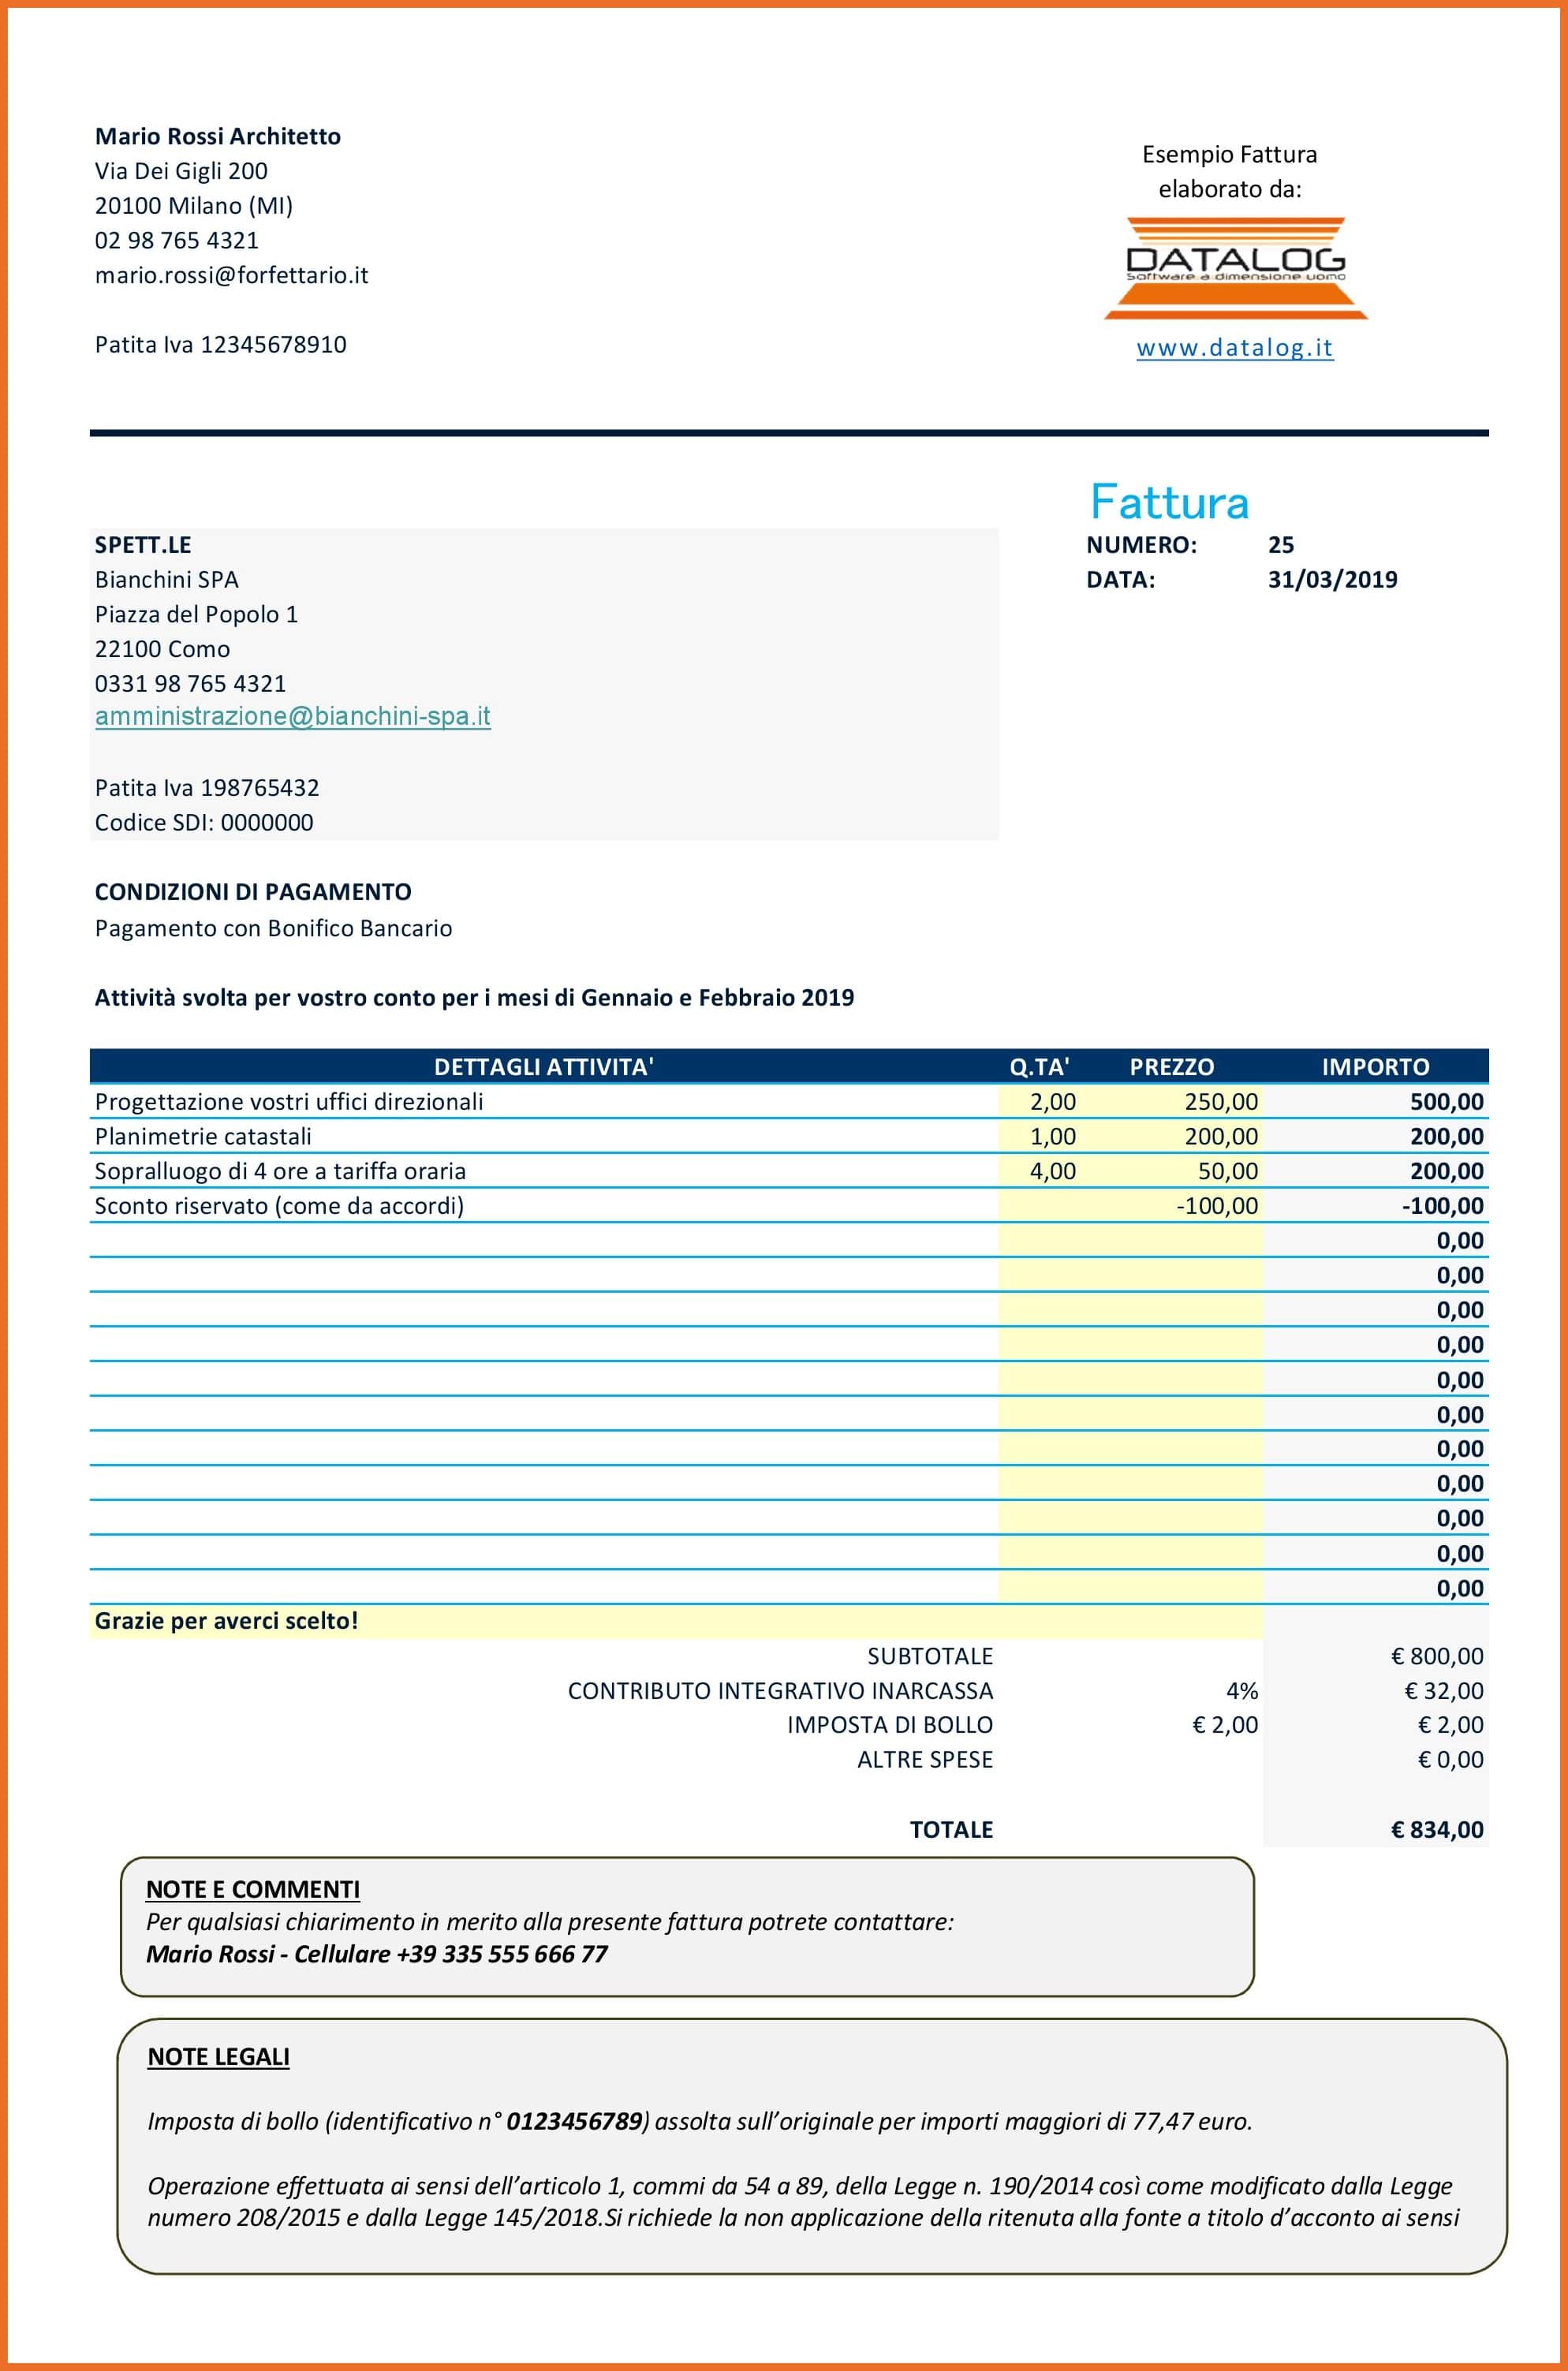 Mario Rossi Architetto
Via Dei Gigli 200
20100 Milano (MI)
02 98 765 4321
mario.rossi@forfettario.it
Patita Iva 12345678910
Esempio Fattura
elaborato da:
DATALOG
Software a dimensione uomo
www.datalog.it
Fattura
NUMERO: 25
DATA: 31/03/2019
SPETT.LE
Bianchini SPA
Piazza del Popolo 1
22100 Como
0331 98 765 4321
amministrazione@bianchini-spa.it
Patita Iva 198765432
Codice SDI: 0000000
CONDIZIONI DI PAGAMENTO
Pagamento con Bonifico Bancario
Attività svolta per vostro conto per i mesi di Gennaio e Febbraio 2019
DETTAGLI ATTIVITA' Q.TA' PREZZO IMPORTO
Progettazione vostri uffici direzionali 2,00 250,00 500,00
Planimetrie catastali 1,00 200,00 200,00
Sopralluogo di 4 ore a tariffa oraria 4,00 50,00 200,00
Sconto riservato (come da accordi) -100,00 -100,00
0,00
0,00
0,00
0,00
0,00
0,00
0,00
0,00
0,00
0,00
0,00
Grazie per averci scelto!
SUBTOTALE € 800,00
CONTRIBUTO INTEGRATIVO INARCASSA 4% € 32,00
IMPOSTA DI BOLLO € 2,00 € 2,00
ALTRE SPESE € 0,00
TOTALE € 834,00
NOTE E COMMENTI
Per qualsiasi chiarimento in merito alla presente fattura potrete contattare:
Mario Rossi - Cellulare +39 335 555 666 77
NOTE LEGALI
Imposta di bollo (identificativo n° 0123456789) assolta sull’originale per importi maggiori di 77,47 euro.
Operazione effettuata ai sensi dell’articolo 1, commi da 54 a 89, della Legge n. 190/2014 così come modificato dalla Legge
numero 208/2015 e dalla Legge 145/2018.Si richiede la non applicazione della ritenuta alla fonte a titolo d’acconto ai sensi